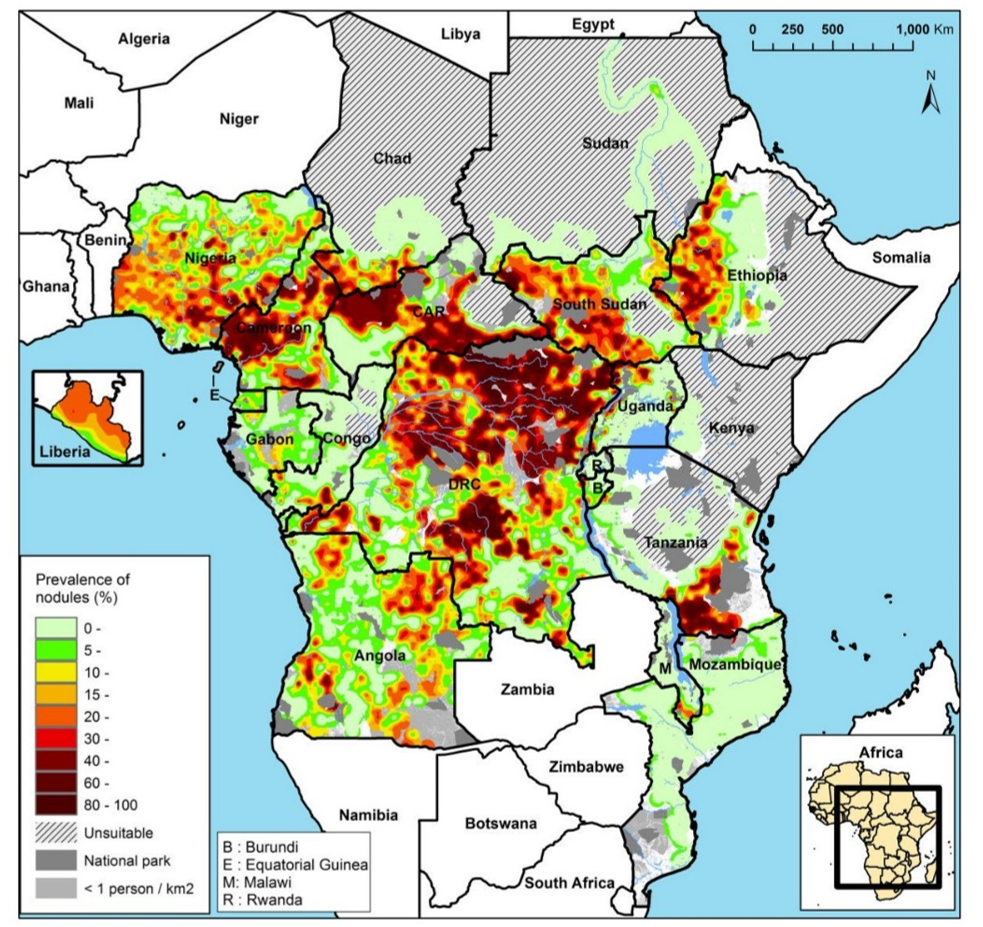 Algeria
Libya
Egypt
0 250 500 1,000 Km
N
Mali
Niger
Chad
Sudan
Benin
Nigeria
Ghana
Somalia
Ethiopia
CAR
South Sudan
Cameroon
E
Liberia
Uganda
Kenya
Gabon
Congo
DRC
R
B
Tanzania
Angola
M
Mozambique
Zambia
Zimbabwe
Namibia
Botswana
South Africa
Africa
Prevalence of
nodules (%)
0 -
5 -
10 -
15 -
20 -
30 -
40 -
60 -
80 - 100
Unsuitable
National park
< 1 person / km2
B : Burundi
E : Equatorial Guinea
M: Malawi
R : Rwanda